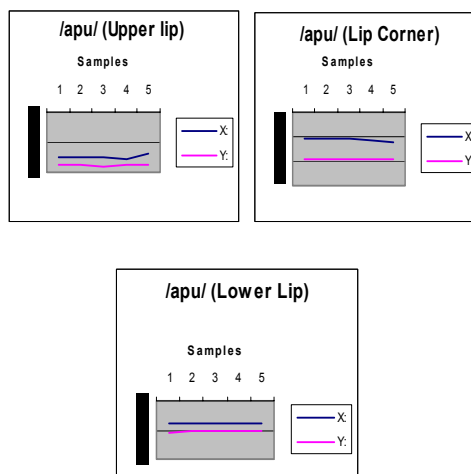 /apu/ (Upper lip)
Samples
1 2 3 4 5
X:
Y:
/apu/ (Lip Corner)
Samples
1 2 3 4 5
X
Y
/apu/ (Lower Lip)
Samples
1 2 3 4 5
X:
Y: